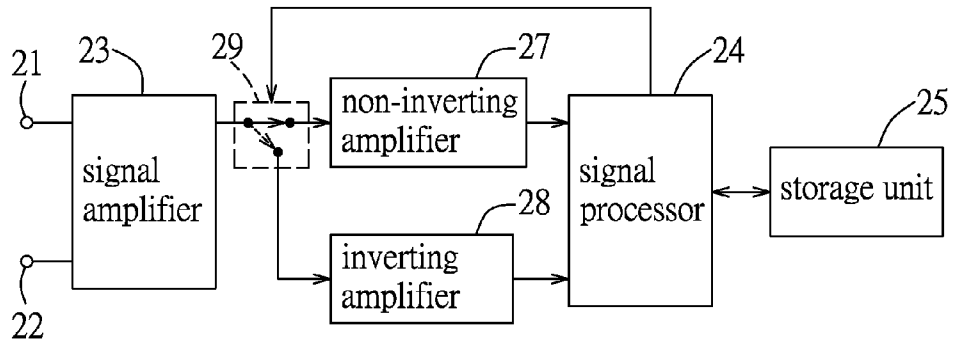 21
23
29
27
24
25
non-inverting
amplifier
signal
amplifier
signal
processor
storage unit
28
inverting
amplifier
22